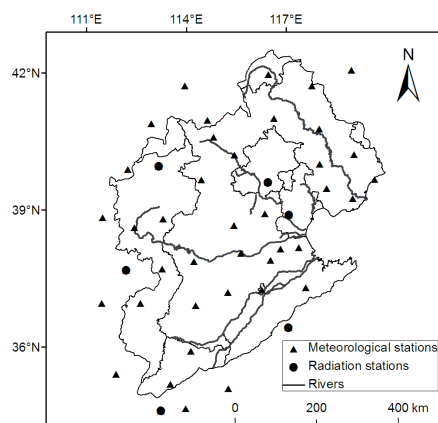 111°E 114°E 117°E
N
42°N
39°N
36°N
Meteorological stations
Radiation stations
Rivers
0 200 400 km